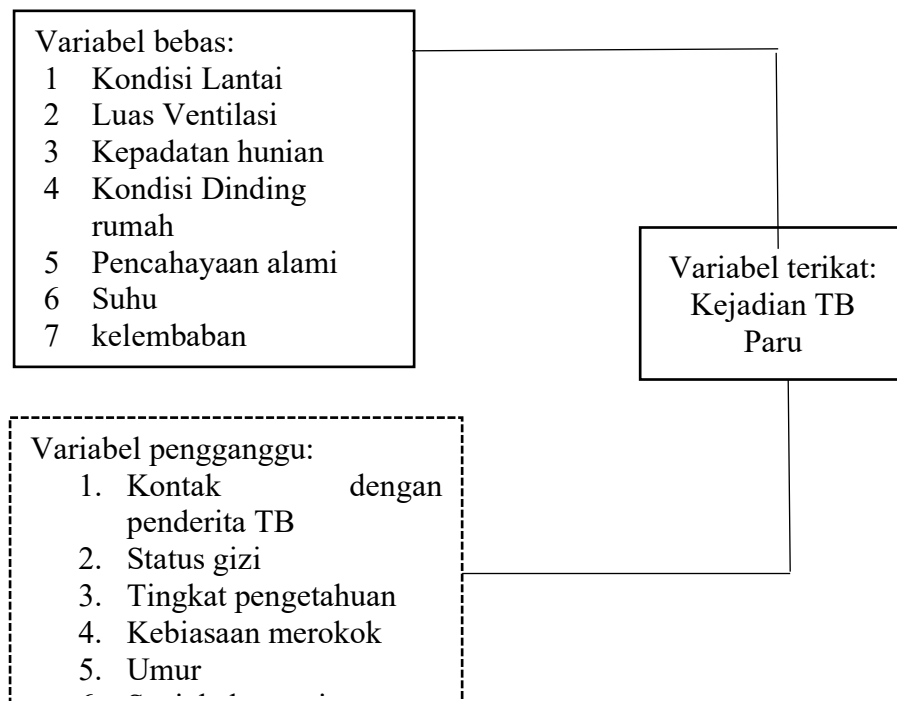 Variabel bebas:
1 Kondisi Lantai
2 Luas Ventilasi
3 Kepadatan hunian
4 Kondisi Dinding
rumah
5 Pencahayaan alami
6 Suhu
7 kelembaban
Variabel terikat:
Kejadian TB
Paru
Variabel pengganggu:
1. Kontak dengan
penderita TB
2. Status gizi
3. Tingkat pengetahuan
4. Kebiasaan merokok
5. Umur